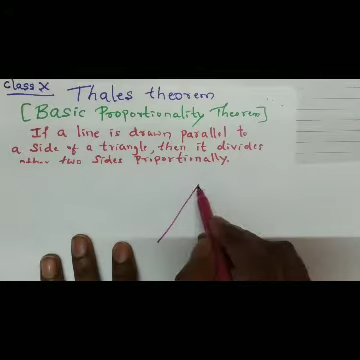 Class X
Thales theorem
[Basic Proportionality Theorem]
If a line is drawn parallel to
a side of a triangle, then it divides
other two sides Proportionally.